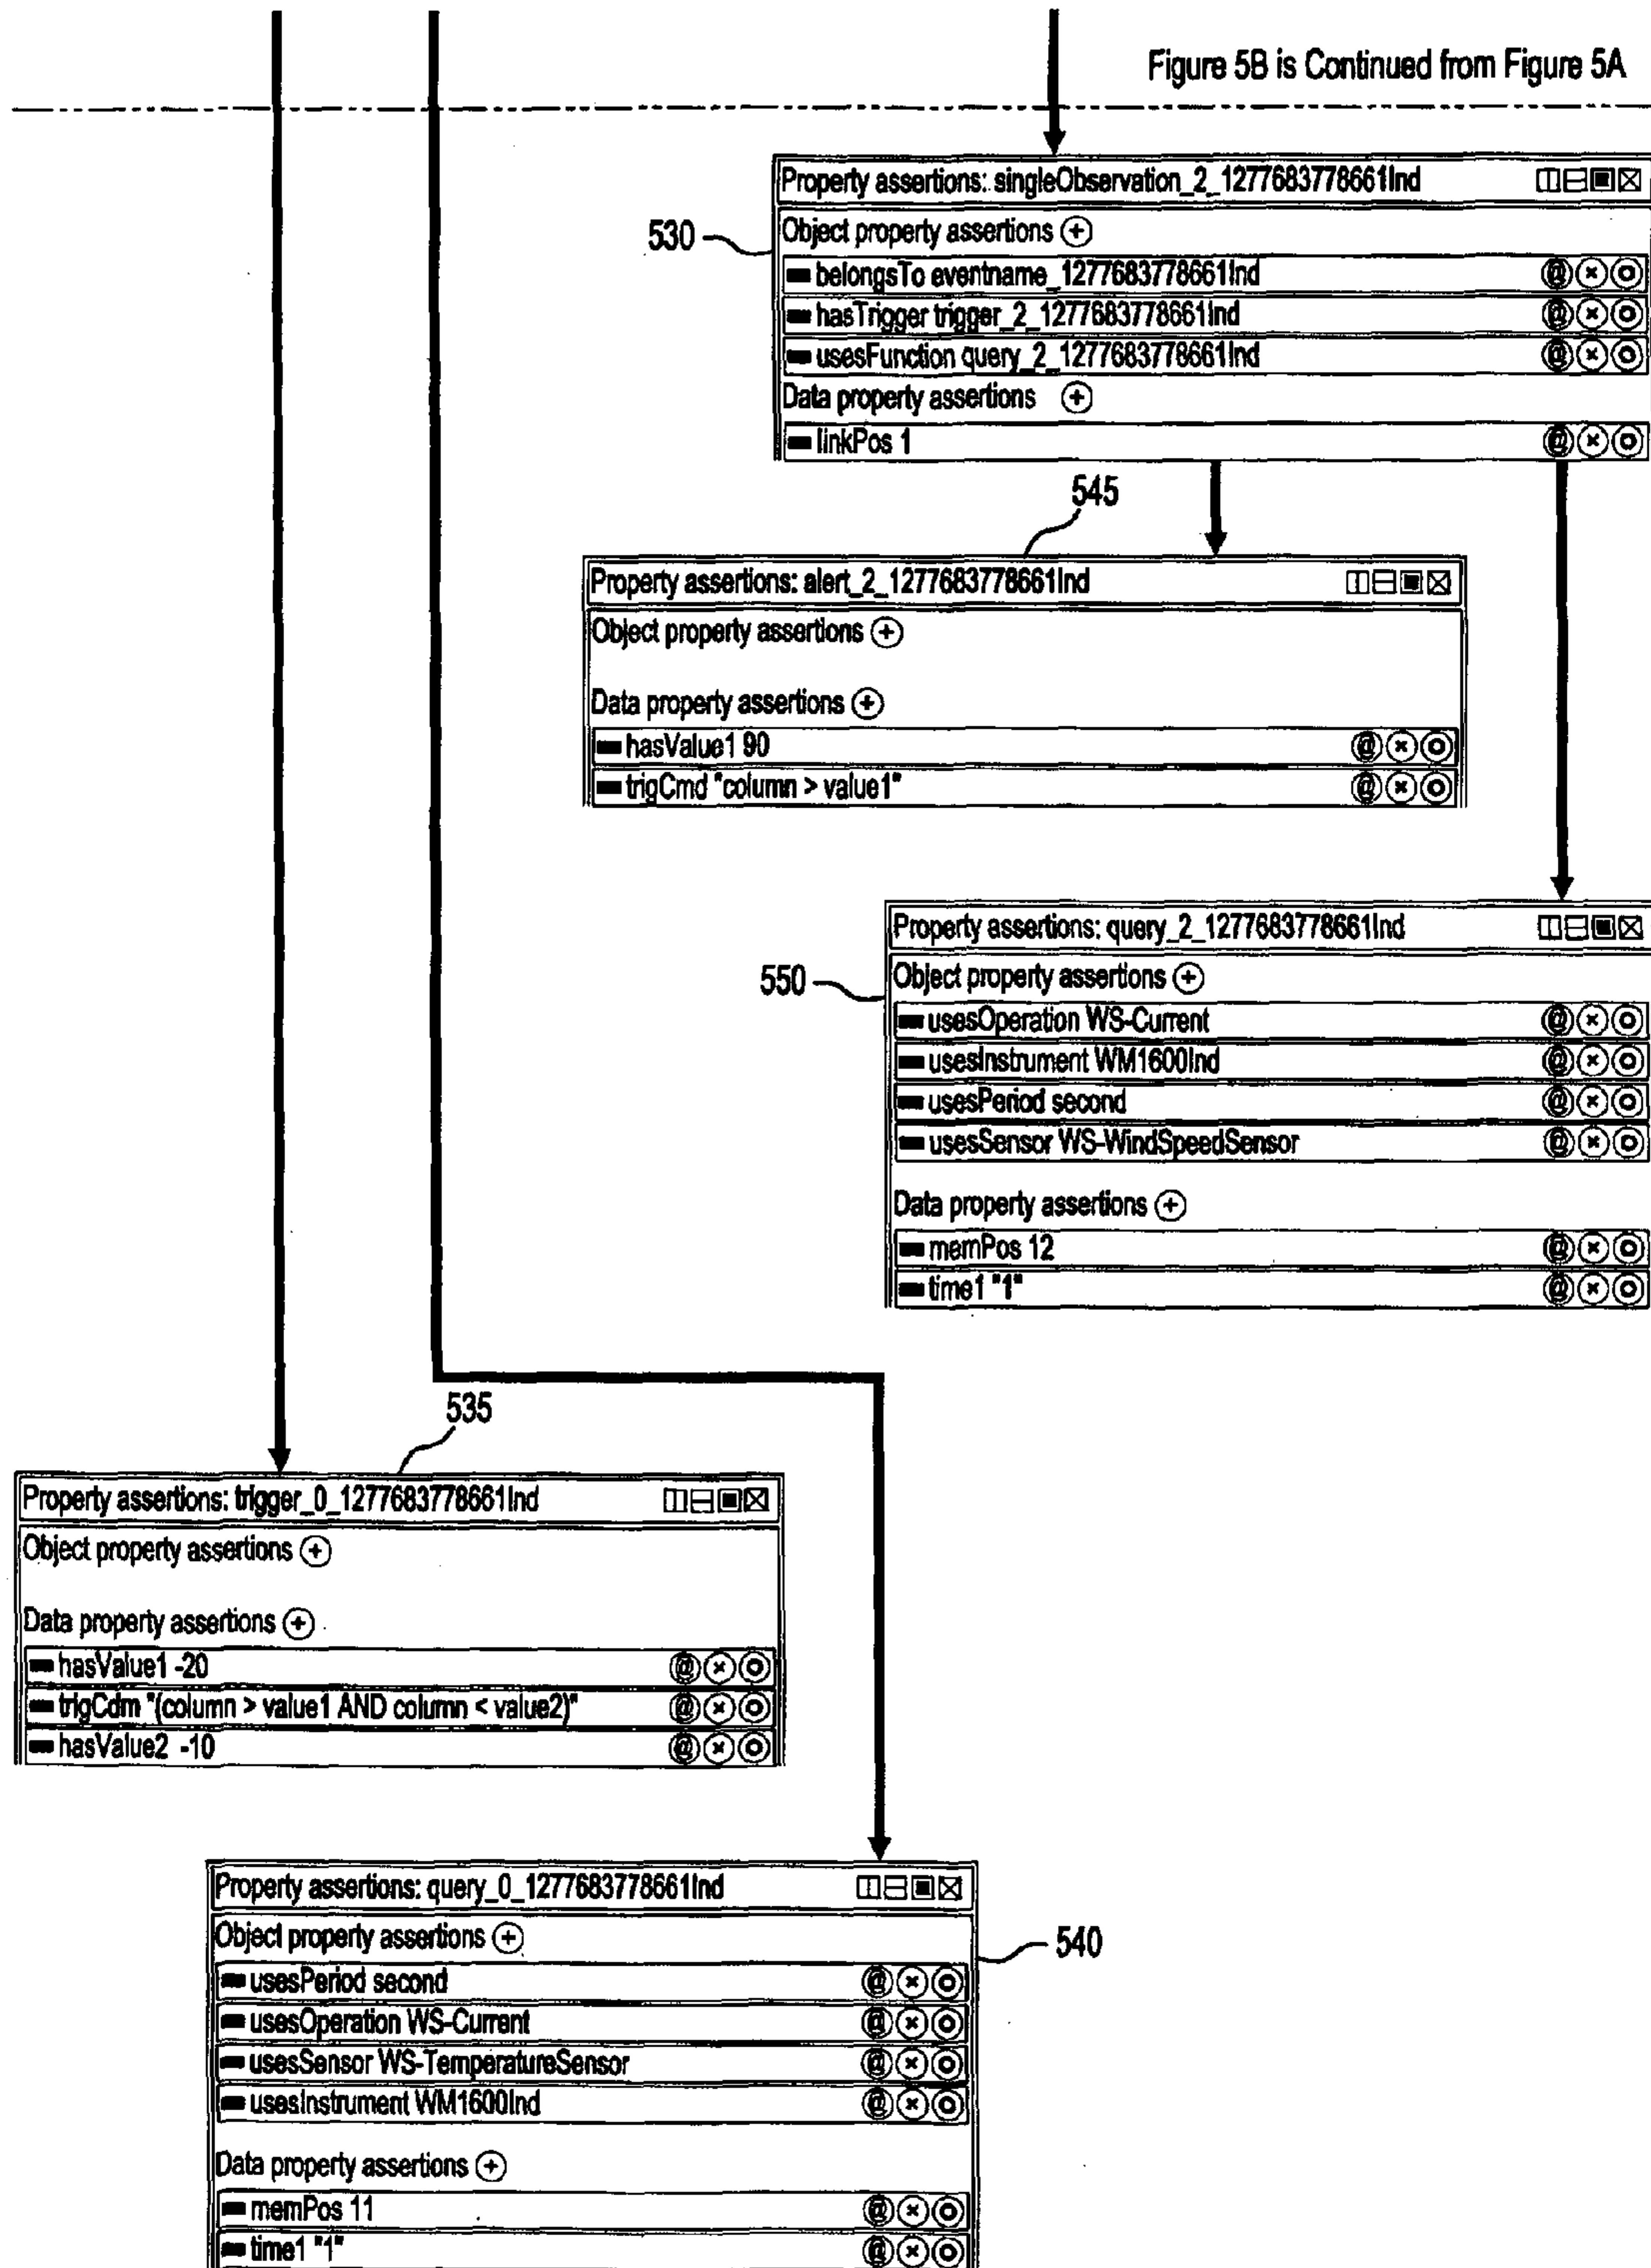 Figure 5B is Continued from Figure 5A
Property assertions: singleObservation_2_1277683778661Ind
530
Object property assertions +
belongsTo eventname_1277683778661Ind @ x o
hasTrigger trigger_2_1277683778661Ind @ x o
usesFunction query_2_1277683778661Ind @ x o
Data property assertions +
linkPos 1 @ x o
545
Property assertions: alert_2_1277683778661Ind
Object property assertions +
Data property assertions +
hasValue1 90 @ x o
trigCmd "column > value1" @ x o
Property assertions: query_2_1277683778661Ind
550
Object property assertions +
usesOperation WS-Current @ x o
usesInstrument WM1600Ind @ x o
usesPeriod second @ x o
usesSensor WS-WindSpeedSensor @ x o
Data property assertions +
memPos 12 @ x o
time1 "1" @ x o
535
Property assertions: trigger_0_1277683778661Ind
Object property assertions +
Data property assertions +
hasValue1 -20 @ x o
trigCdm "(column > value1 AND column < value2)" @ x o
hasValue2 -10 @ x o
Property assertions: query_0_1277683778661Ind
540
Object property assertions +
usesPeriod second @ x o
usesOperation WS-Current @ x o
usesSensor WS-TemperatureSensor @ x o
usesInstrument WM1600Ind @ x o
Data property assertions +
memPos 11 @ x o
time1 "1" @ x o